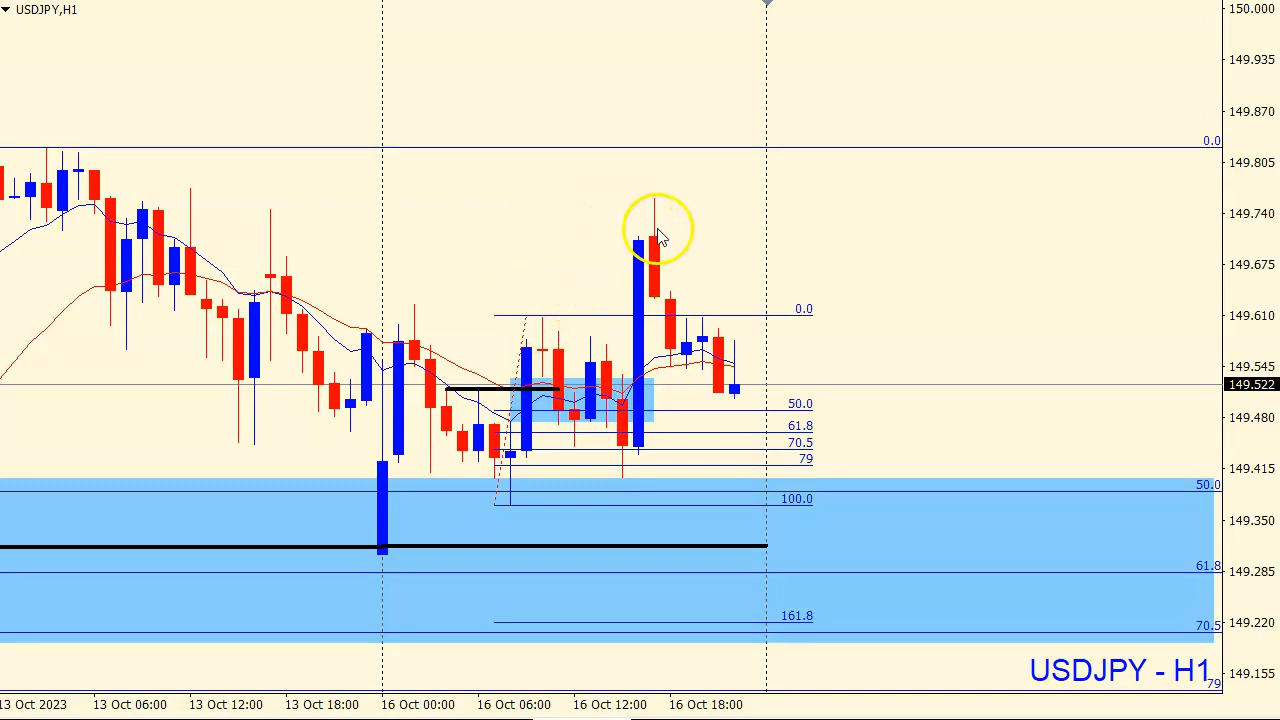 USDJPY,H1
150.000
149.935
149.870
0.0
149.805
149.740
149.675
0.0
149.610
149.545
149.522
50.0
149.480
61.8
70.5
79
149.415
50.0
100.0
149.350
61.8
149.285
161.8
149.220
70.5
USDJPY - H1
149.155
79
13 Oct 2023
13 Oct 06:00
13 Oct 12:00
13 Oct 18:00
16 Oct 00:00
16 Oct 06:00
16 Oct 12:00
16 Oct 18:00